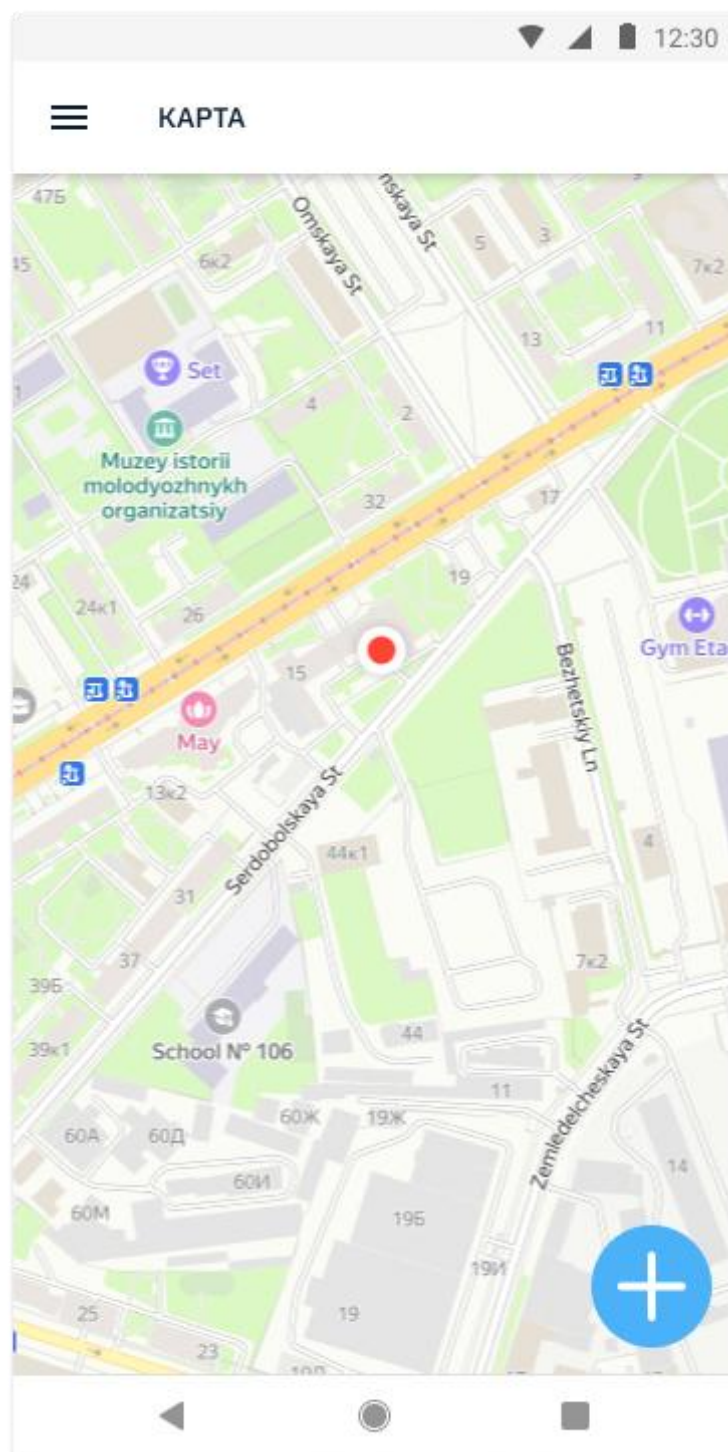 12:30
КАРТА
47Б
Omskaya St
nskaya St
45
6к2
5
3
7к2
13
11
Set
4
2
Muzey istorii
molodyozhnykh
organizatsiy
32
17
24
24к1
26
19
15
Gym Eta
Bezhetskiy Ln
May
13к2
Serdobolskaya St
44к1
4
31
37
39Б
7к2
39к1
School № 106
44
Zemledelcheskaya St
11
60Ж
19Ж
60А
60Д
14
60И
60М
19Б
19И
25
19
23